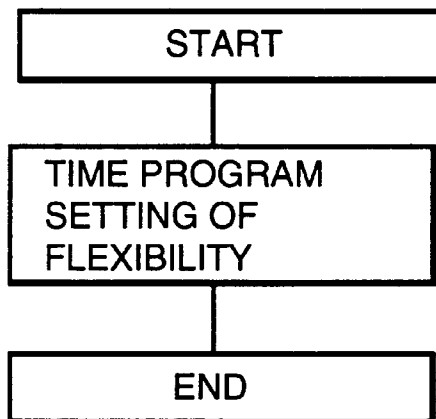 START
TIME PROGRAM
SETTING OF
FLEXIBILITY
END